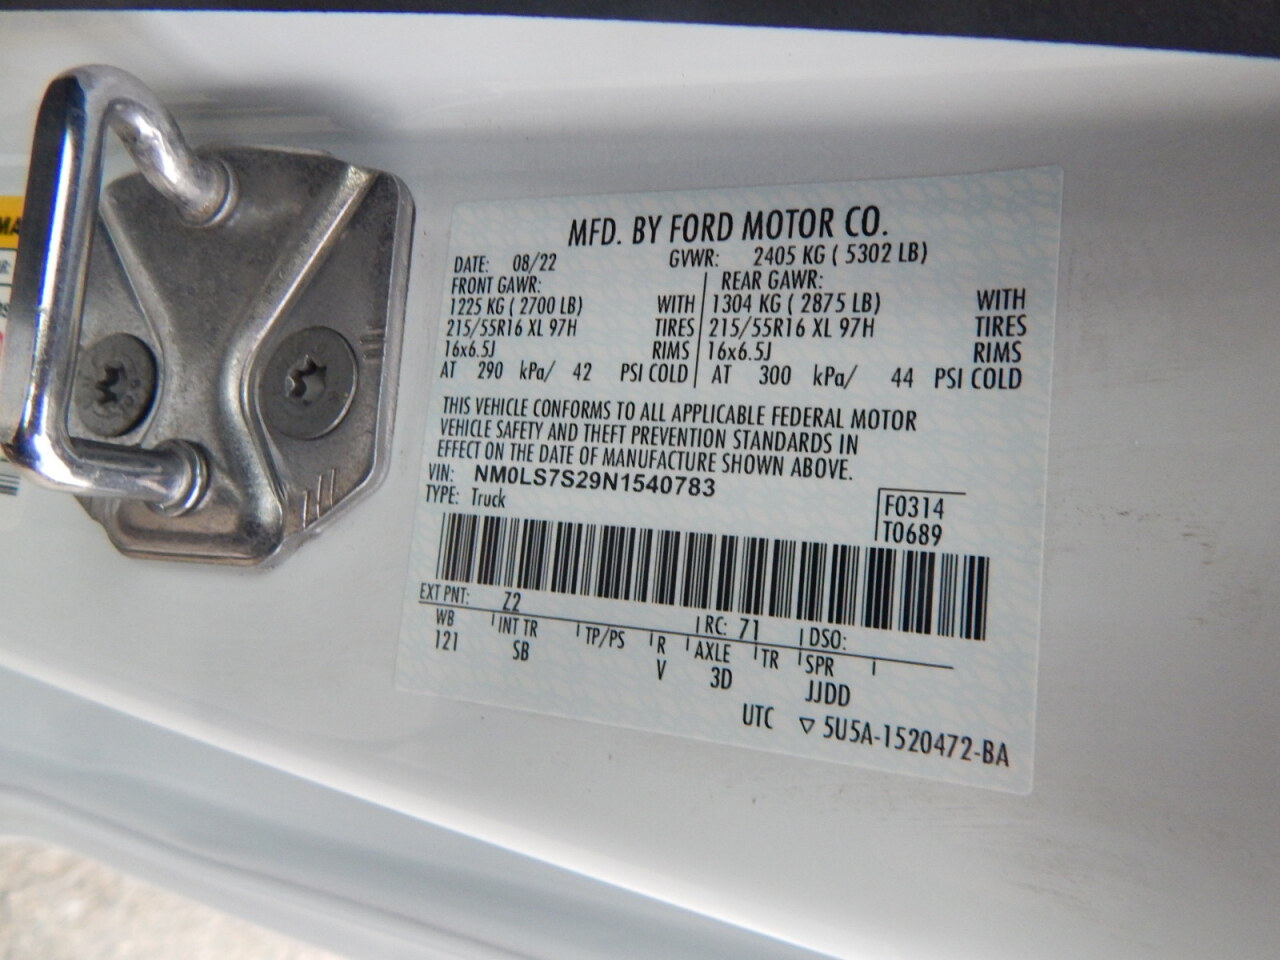 MFD. BY FORD MOTOR CO.
DATE: 08/22 GVWR: 2405 KG ( 5302 LB)
FRONT GAWR: REAR GAWR:
1225 KG ( 2700 LB) WITH 1304 KG ( 2875 LB) WITH
215/55R16 XL 97H TIRES 215/55R16 XL 97H TIRES
16x6.5J RIMS 16x6.5J RIMS
AT 290 kPa/ 42 PSI COLD AT 300 kPa/ 44 PSI COLD
THIS VEHICLE CONFORMS TO ALL APPLICABLE FEDERAL MOTOR
VEHICLE SAFETY AND THEFT PREVENTION STANDARDS IN
EFFECT ON THE DATE OF MANUFACTURE SHOWN ABOVE.
VIN: NM0LS7S29N1540783
TYPE: Truck
F0314
T0689
EXT PNT: Z2 RC: 71 DSO:
WB INT TR TP/PS R AXLE TR SPR
121 SB V 3D JJDD
UTC ▽ 5U5A-1520472-BA